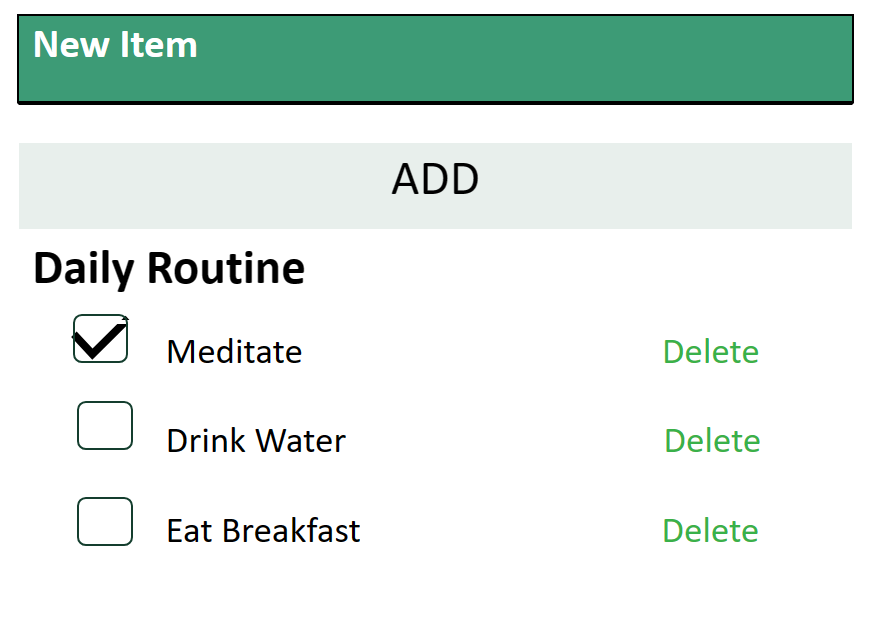 New Item
ADD
Daily Routine
Meditate Delete
Drink Water Delete
Eat Breakfast Delete